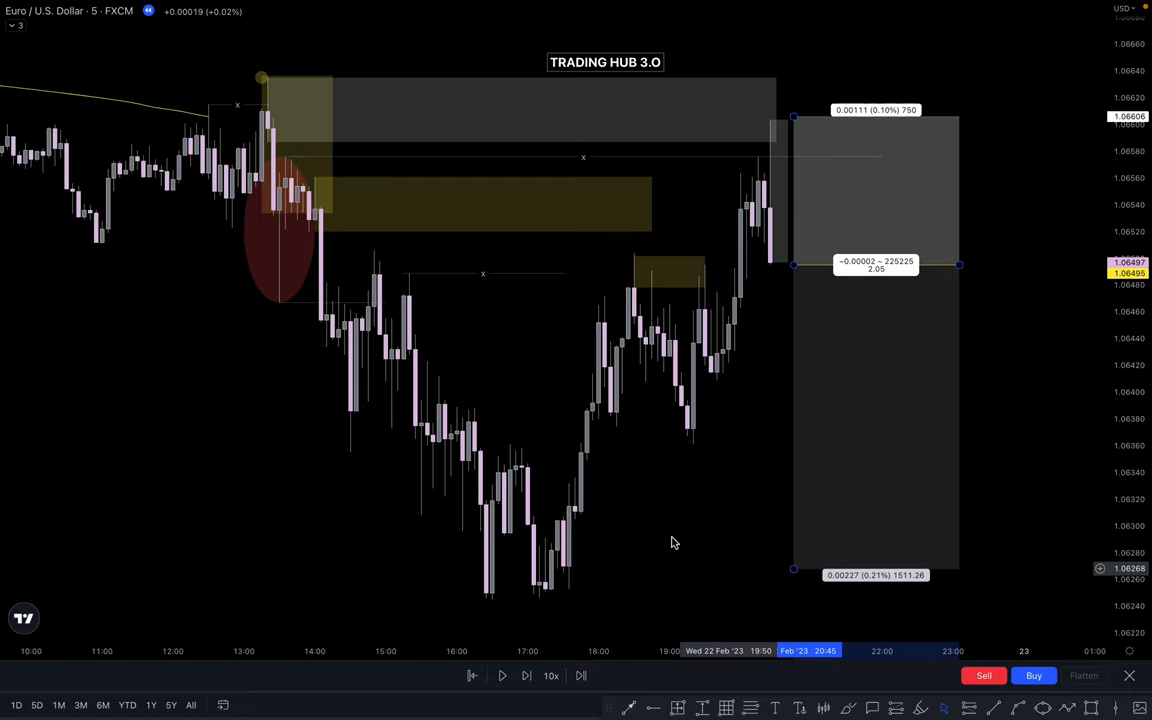 Euro / U.S. Dollar · 5 · FXCM +0.00019 (+0.02%)
3
USD
TRADING HUB 3.0
x
x
x
0.00111 (0.10%) 750
−0.00002 ~ 225225
2.05
0.00227 (0.21%) 1511.26
1.06660
1.06640
1.06620
1.06606
1.06600
1.06580
1.06560
1.06540
1.06520
1.06497
1.06495
1.06480
1.06460
1.06440
1.06420
1.06400
1.06380
1.06360
1.06340
1.06320
1.06300
1.06280
1.06268
1.06260
1.06240
1.06220
10:00 11:00 12:00 13:00 14:00 15:00 16:00 17:00 18:00 19:00 Wed 22 Feb '23 19:50 Feb '23 20:45 22:00 23:00 23 01:00
10x Sell Buy Flatten
1D 5D 1M 3M 6M YTD 1Y 5Y All